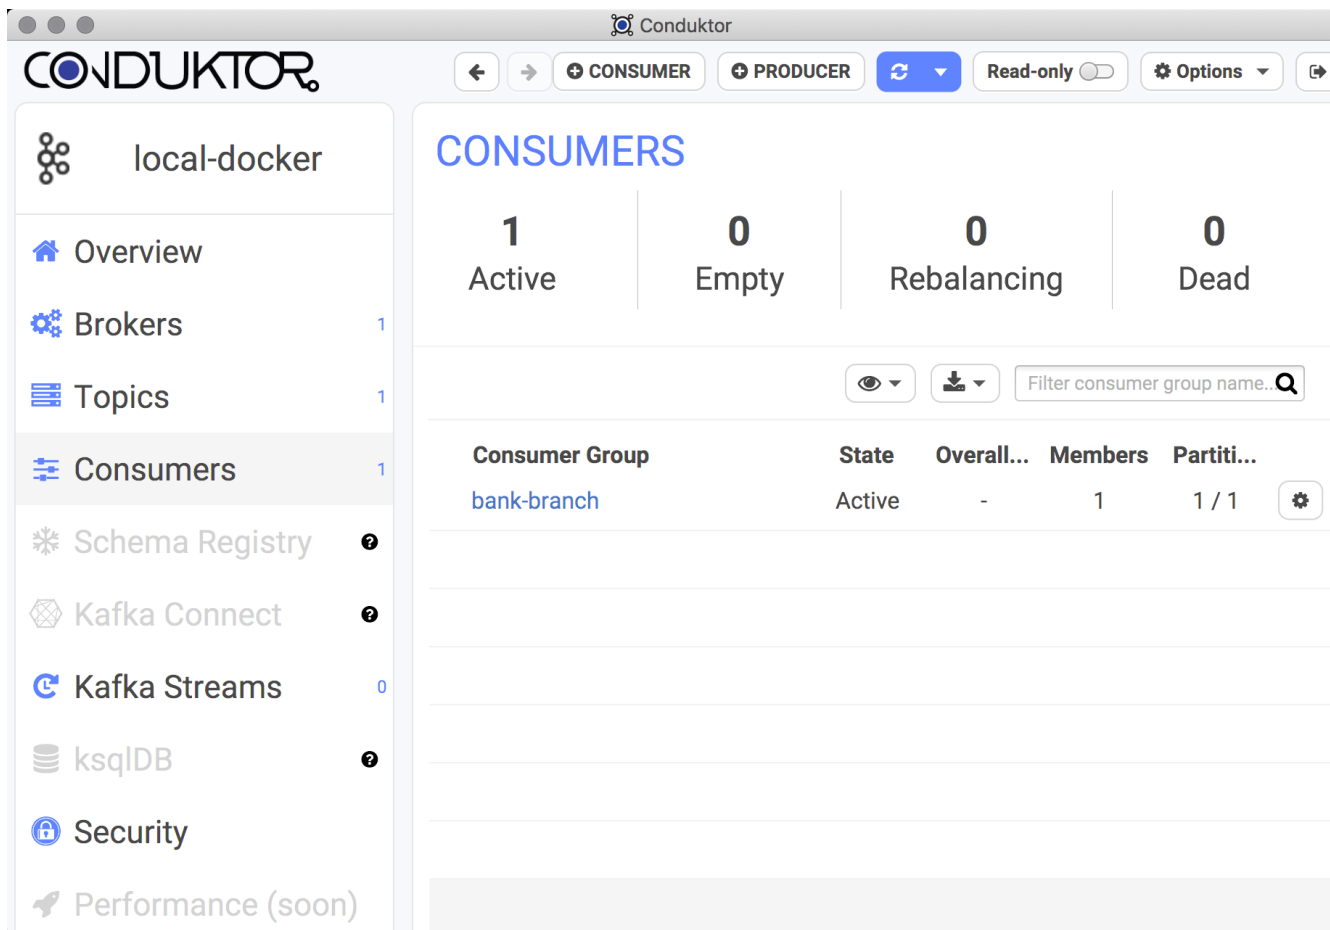 Conduktor
CONDUKTOR
CONSUMER
PRODUCER
Read-only
Options
local-docker
Overview
Brokers 1
Topics 1
Consumers 1
Schema Registry ?
Kafka Connect ?
Kafka Streams 0
ksqlDB ?
Security
Performance (soon)
CONSUMERS
1 0 0 0
Active Empty Rebalancing Dead
Filter consumer group name...
Consumer Group State Overall... Members Partiti...
bank-branch Active - 1 1 / 1